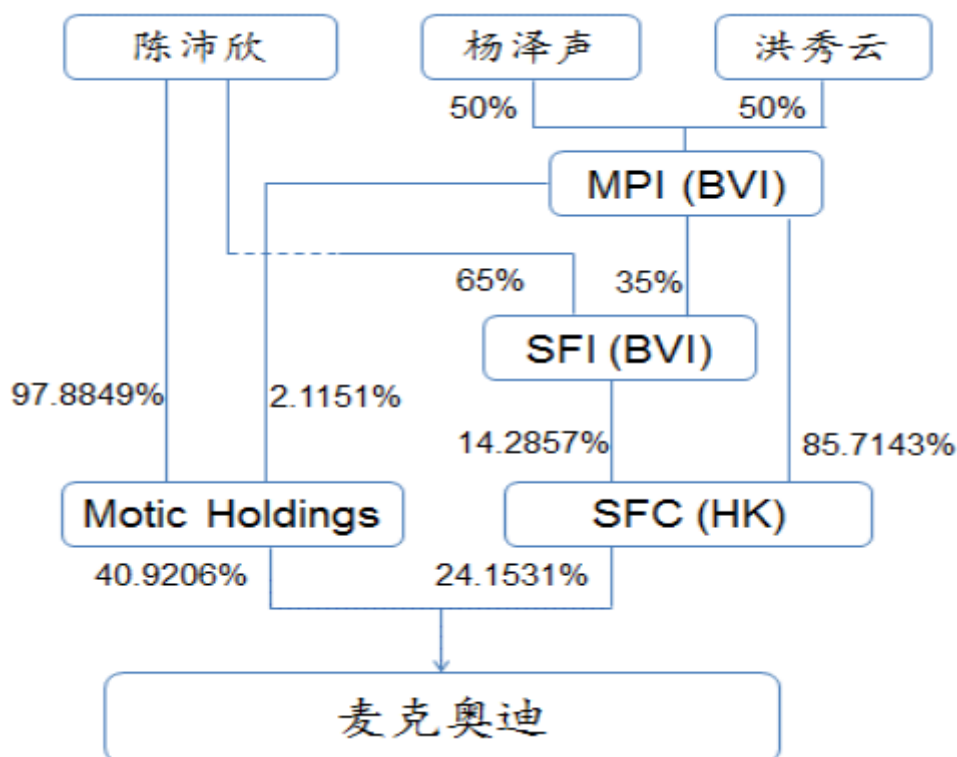 陈沛欣
杨泽声
洪秀云
50%
50%
MPI (BVI)
65%
35%
SFI (BVI)
97.8849%
2.1151%
14.2857%
85.7143%
Motic Holdings
SFC (HK)
40.9206%
24.1531%
麦克奥迪